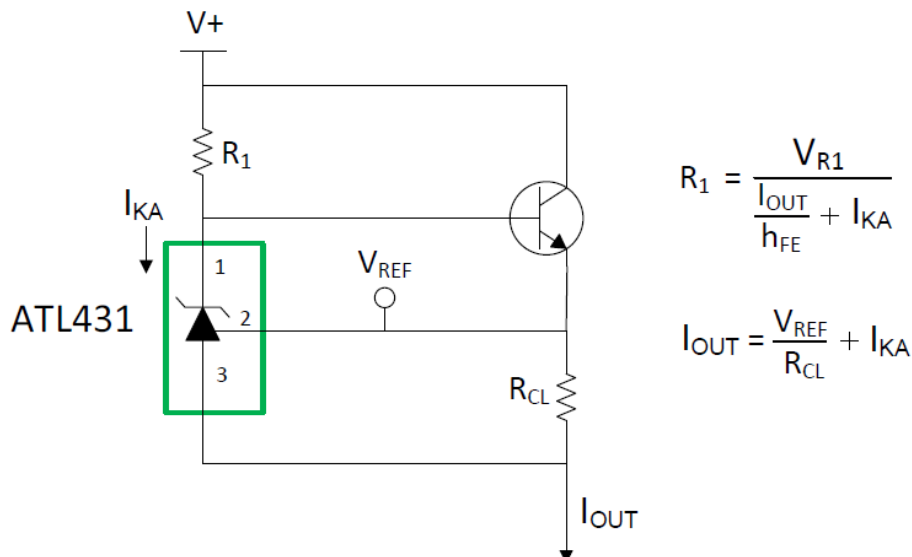 V+
R1
IKA
1
VREF
ATL431
2
3
RCL
IOUT
R1 = VR1
IOUT
hFE
+ IKA
IOUT = VREF
RCL
+ IKA